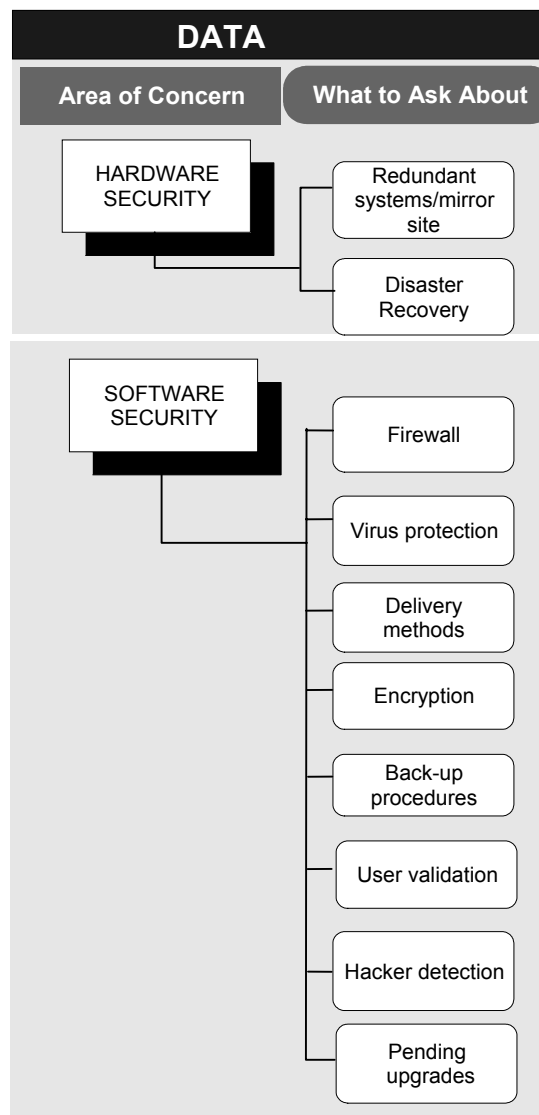 DATA
Area of Concern
What to Ask About
HARDWARE
SECURITY
Redundant
systems/mirror
site
Disaster
Recovery
SOFTWARE
SECURITY
Firewall
Virus protection
Delivery
methods
Encryption
Back-up
procedures
User validation
Hacker detection
Pending
upgrades